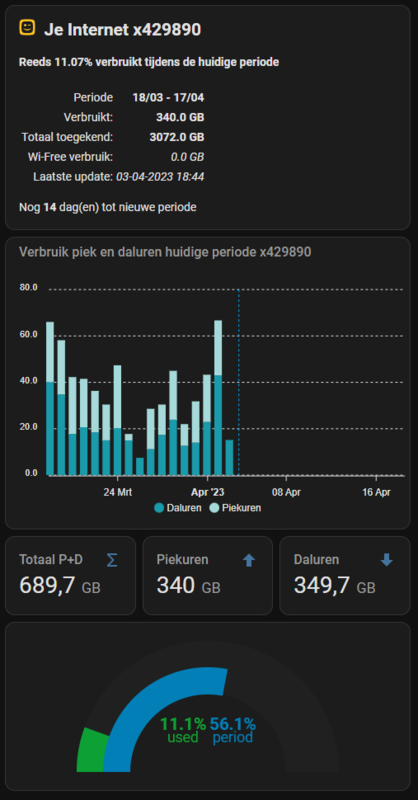 Je Internet x429890
Reeds 11.07% verbruikt tijdens de huidige periode
Periode 18/03 - 17/04
Verbruikt: 340.0 GB
Totaal toegekend: 3072.0 GB
Wi-Free verbruik: 0.0 GB
Laatste update: 03-04-2023 18:44
Nog 14 dag(en) tot nieuwe periode
Verbruik piek en daluren huidige periode x429890
80.0
60.0
40.0
20.0
0.0
24 Mrt Apr '23 08 Apr 16 Apr
Daluren Piekuren
Totaal P+D Σ Piekuren Daluren
689,7 GB 340 GB 349,7 GB
11.1% 56.1%
used period